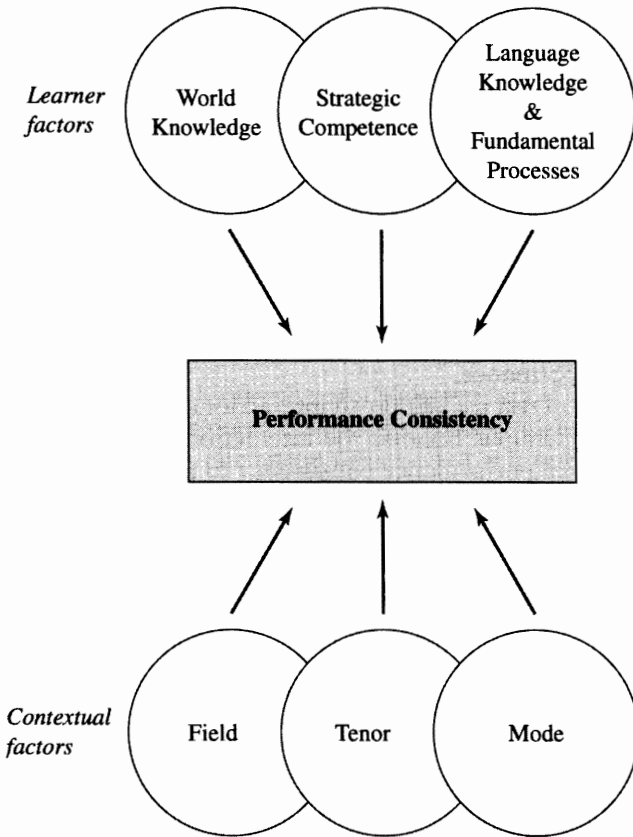 Learner
factors
World
Knowledge
Strategic
Competence
Language
Knowledge
&
Fundamental
Processes
Performance Consistency
Contextual
factors
Field
Tenor
Mode